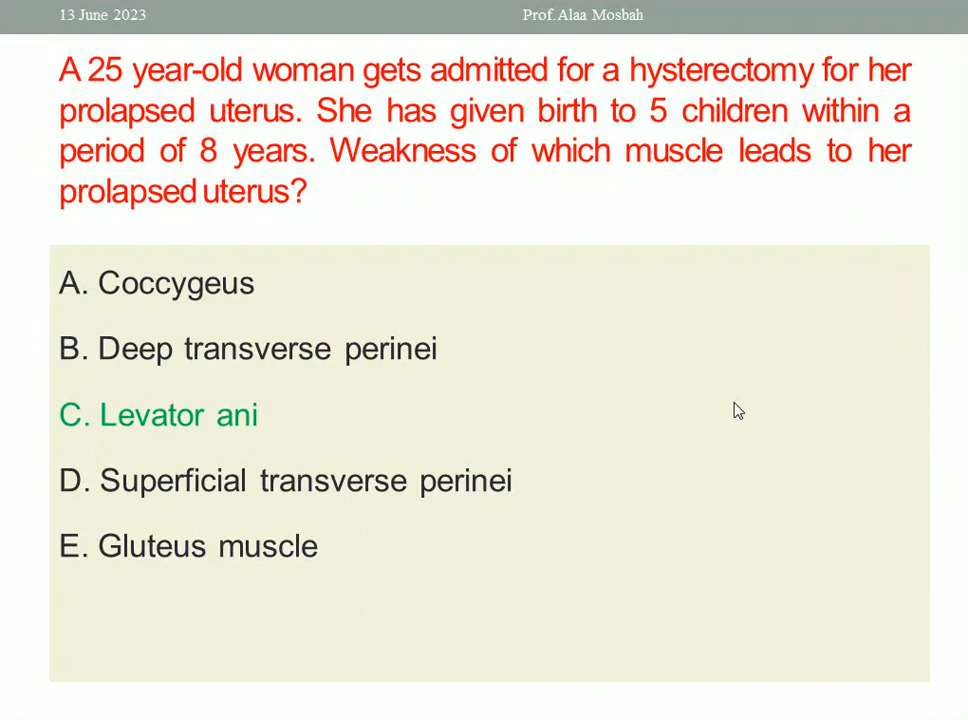 13 June 2023 Prof. Alaa Mosbah
A 25 year-old woman gets admitted for a hysterectomy for her
prolapsed uterus. She has given birth to 5 children within a
period of 8 years. Weakness of which muscle leads to her
prolapsed uterus?
A. Coccygeus
B. Deep transverse perinei
C. Levator ani
D. Superficial transverse perinei
E. Gluteus muscle